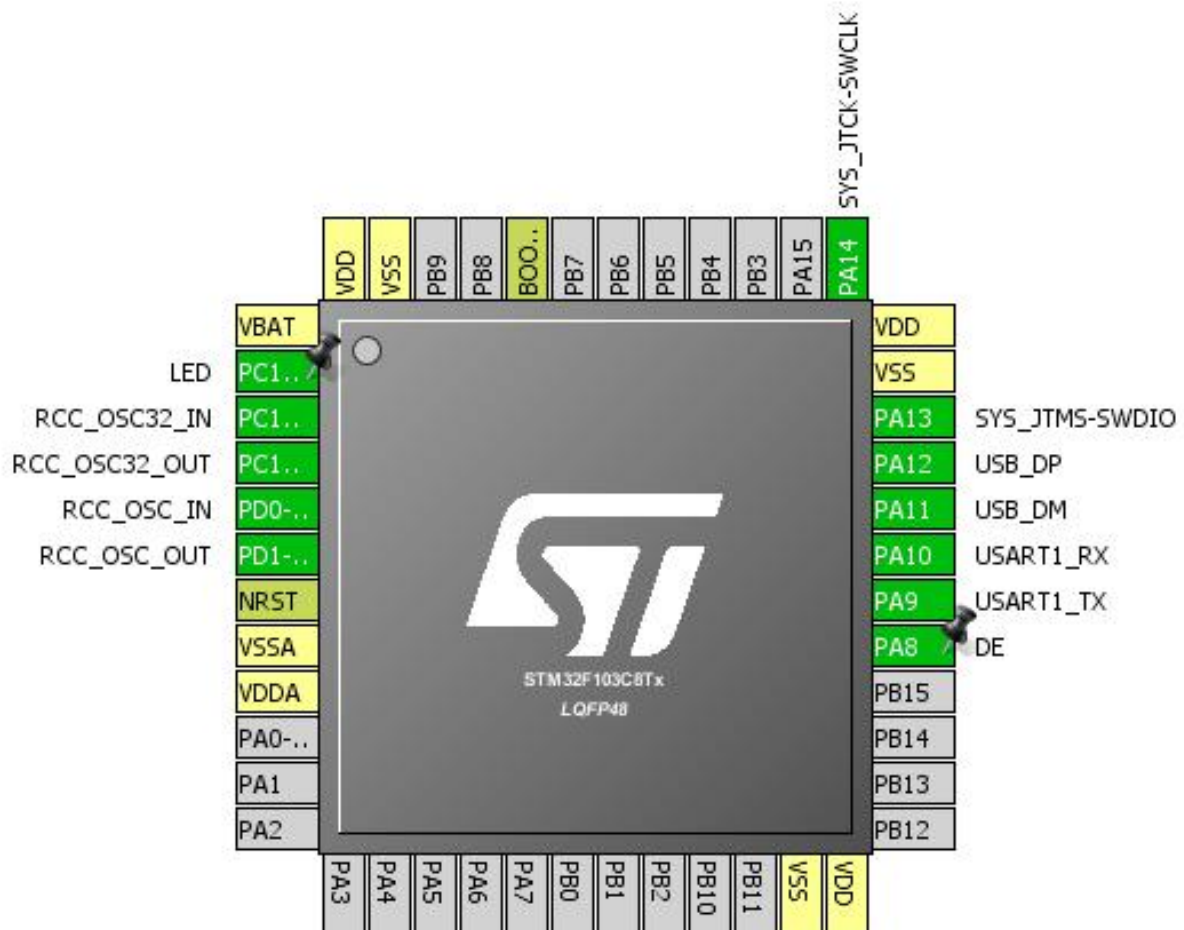 SYS_JTCK-SWCLK
VDD
VSS
PB9
PB8
BOO..
PB7
PB6
PB5
PB4
PB3
PA15
PA14
VBAT
VDD
LED
PC1..
VSS
RCC_OSC32_IN
PC1..
PA13
SYS_JTMS-SWDIO
RCC_OSC32_OUT
PC1..
PA12
USB_DP
RCC_OSC_IN
PD0-..
PA11
USB_DM
RCC_OSC_OUT
PD1-..
PA10
USART1_RX
NRST
PA9
USART1_TX
VSSA
PA8
DE
VDDA
PB15
PA0-..
PB14
PA1
PB13
PA2
PB12
ST
STM32F103C8Tx
LQFP48
PA3
PA4
PA5
PA6
PA7
PB0
PB1
PB2
PB10
PB11
VSS
VDD